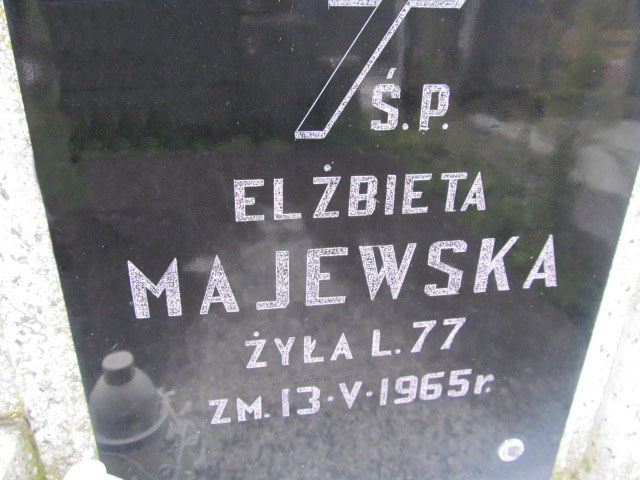 Ś.P.
ELŻBIETA
MAJEWSKA
ŻYŁA L. 77
ZM. 13·V·1965r.